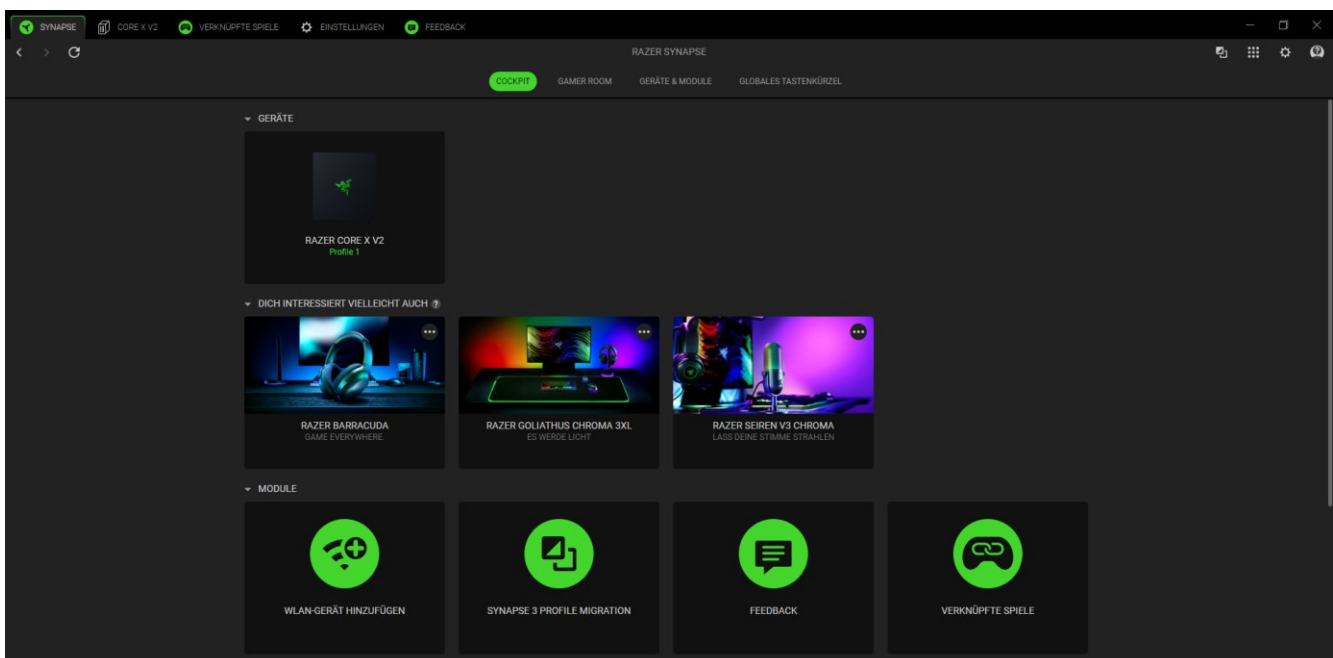 SYNAPSE
CORE X V2
VERKNÜPFTE SPIELE
EINSTELLUNGEN
FEEDBACK
RAZER SYNAPSE
COCKPIT
GAMER ROOM
GERÄTE & MODULE
GLOBALES TASTENKÜRZEL
GERÄTE
RAZER CORE X V2
Profile 1
DICH INTERESSIERT VIELLEICHT AUCH ?
RAZER BARRACUDA
GAME EVERYWHERE.
RAZER GOLIATHUS CHROMA 3XL
ES WERDE LICHT
RAZER SEIREN V3 CHROMA
LASS DEINE STIMME STRAHLEN
MODULE
WLAN-GERÄT HINZUFÜGEN
SYNAPSE 3 PROFILE MIGRATION
FEEDBACK
VERKNÜPFTE SPIELE